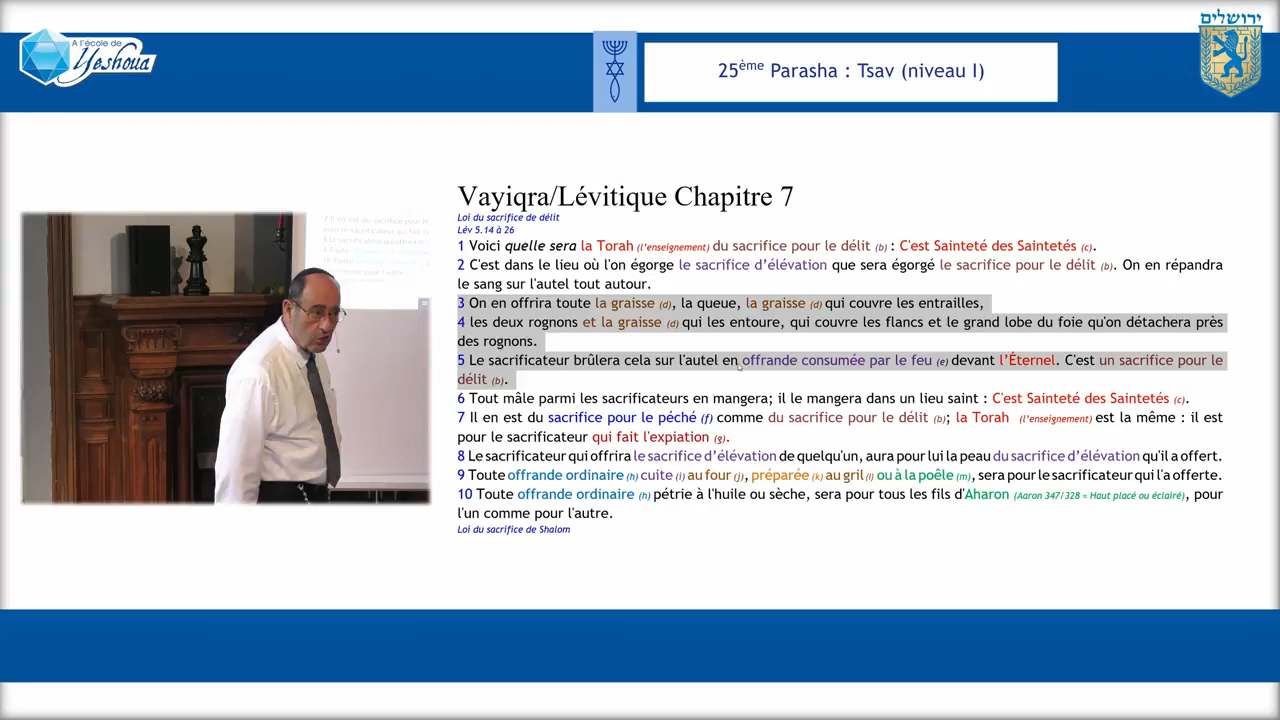 A l'école de
Yeshoua
25ème Parasha : Tsav (niveau I)
ירושלים
Vayiqra/Lévitique Chapitre 7
Loi du sacrifice de délit
Lév 5.14 à 26
1 Voici quelle sera la Torah (l'enseignement) du sacrifice pour le délit (b) : C'est Sainteté des Saintetés (c).
2 C'est dans le lieu où l'on égorge le sacrifice d'élévation que sera égorgé le sacrifice pour le délit (b). On en répandra
le sang sur l'autel tout autour.
3 On en offrira toute la graisse (d), la queue, la graisse (d) qui couvre les entrailles,
4 les deux rognons et la graisse (d) qui les entoure, qui couvre les flancs et le grand lobe du foie qu'on détachera près
des rognons.
5 Le sacrificateur brûlera cela sur l'autel en offrande consumée par le feu (e) devant l'Éternel. C'est un sacrifice pour le
délit (b).
6 Tout mâle parmi les sacrificateurs en mangera; il le mangera dans un lieu saint : C'est Sainteté des Saintetés (c).
7 Il en est du sacrifice pour le péché (f) comme du sacrifice pour le délit (b); la Torah (l'enseignement) est la même : il est
pour le sacrificateur qui fait l'expiation (g).
8 Le sacrificateur qui offrira le sacrifice d'élévation de quelqu'un, aura pour lui la peau du sacrifice d'élévation qu'il a offert.
9 Toute offrande ordinaire (h) cuite (i) au four (j), préparée (k) au gril (l) ou à la poêle (m), sera pour le sacrificateur qui l'a offerte.
10 Toute offrande ordinaire (h) pétrie à l'huile ou sèche, sera pour tous les fils d'Aharon (Aaron 347/328 = Haut placé ou éclairé), pour
l'un comme pour l'autre.
Loi du sacrifice de Shalom